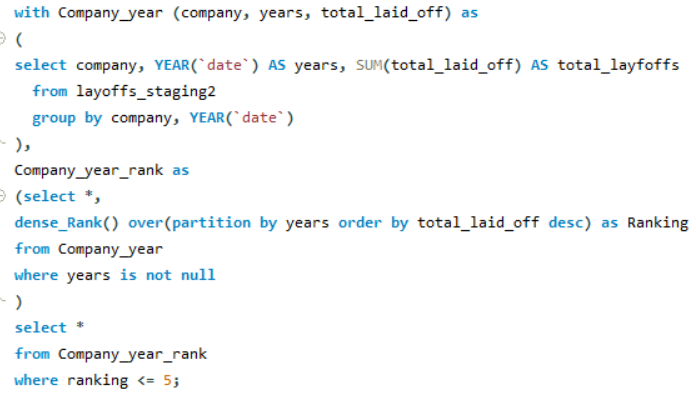 with Company_year (company, years, total_laid_off) as
(
select company, YEAR(`date`) AS years, SUM(total_laid_off) AS total_layfoffs
from layoffs_staging2
group by company, YEAR(`date`)
),
Company_year_rank as
(select *,
dense_Rank() over(partition by years order by total_laid_off desc) as Ranking
from Company_year
where years is not null
)
select *
from Company_year_rank
where ranking <= 5;